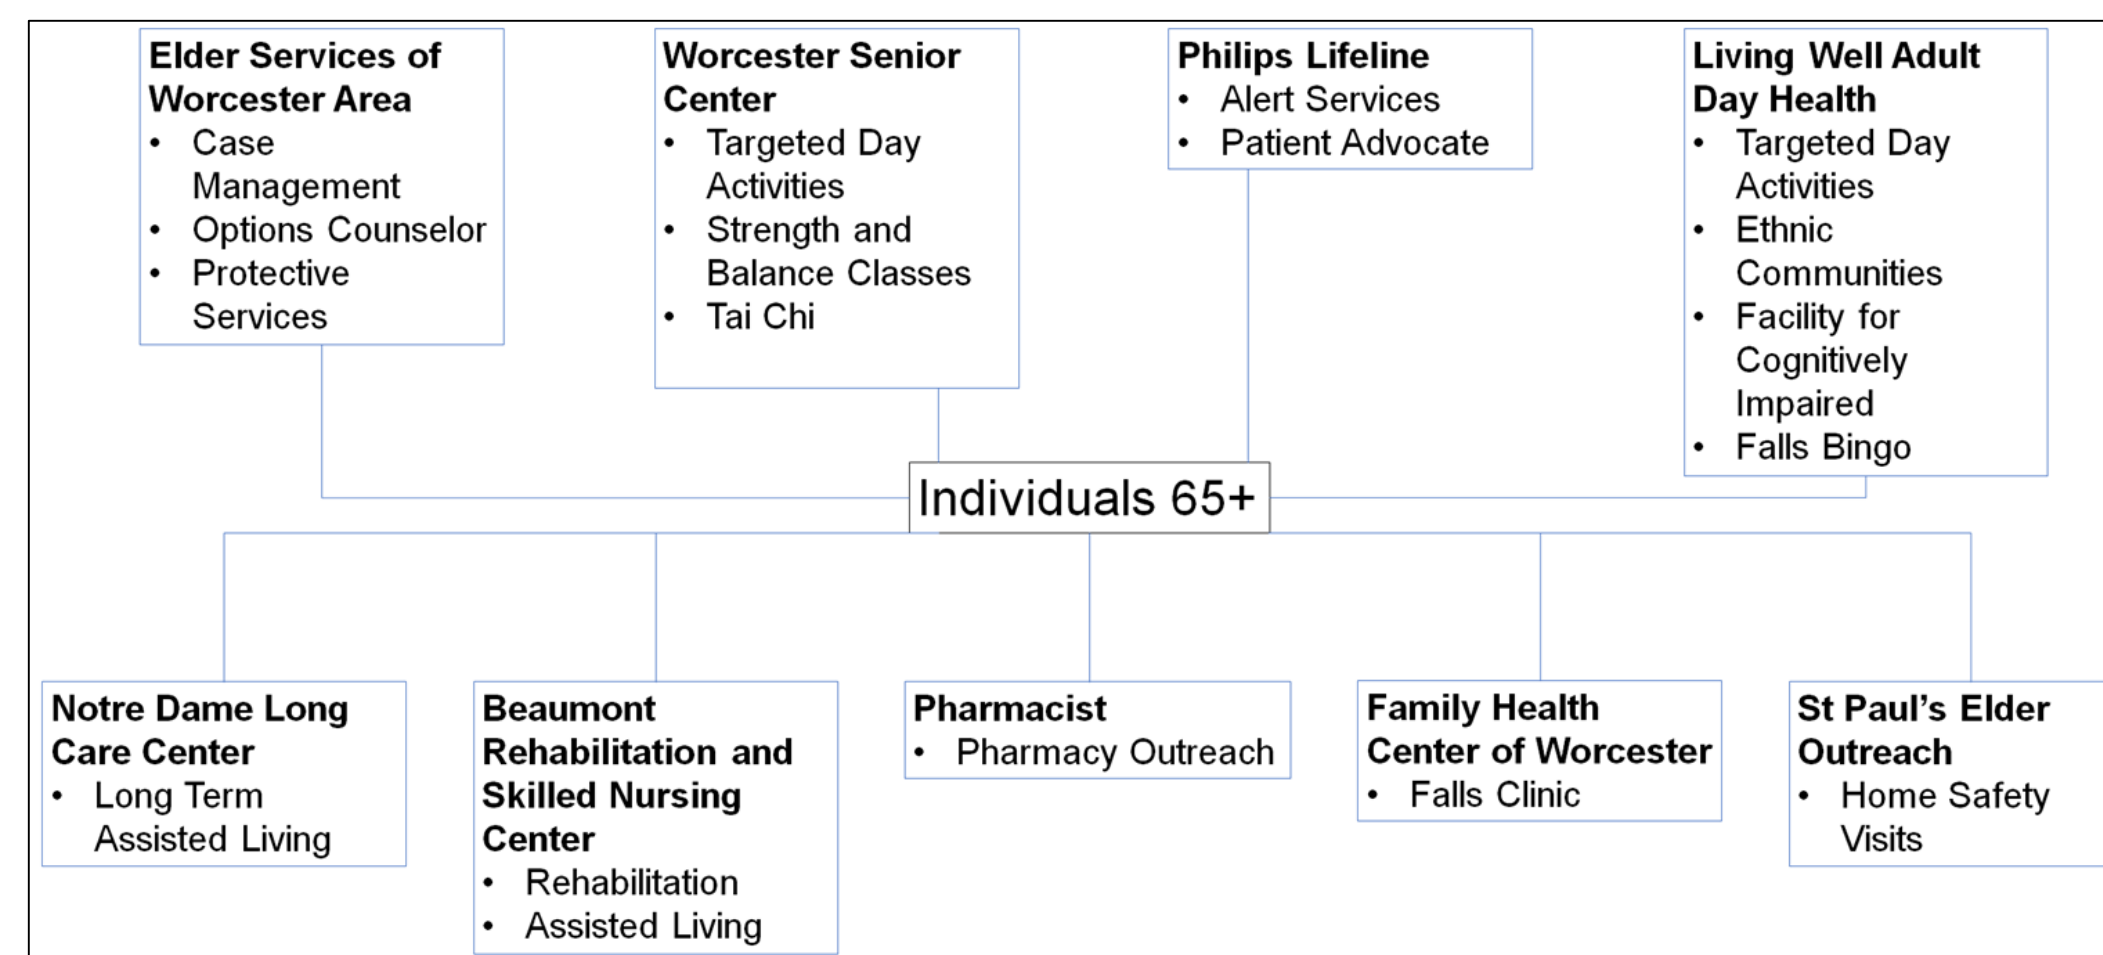 Elder Services of
Worcester Area
• Case
Management
• Options Counselor
• Protective
Services
Worcester Senior
Center
• Targeted Day
Activities
• Strength and
Balance Classes
• Tai Chi
Philips Lifeline
• Alert Services
• Patient Advocate
Living Well Adult
Day Health
• Targeted Day
Activities
• Ethnic
Communities
• Facility for
Cognitively
Impaired
• Falls Bingo
Individuals 65+
Notre Dame Long
Care Center
• Long Term
Assisted Living
Beaumont
Rehabilitation and
Skilled Nursing
Center
• Rehabilitation
• Assisted Living
Pharmacist
• Pharmacy Outreach
Family Health
Center of Worcester
• Falls Clinic
St Paul’s Elder
Outreach
• Home Safety
Visits